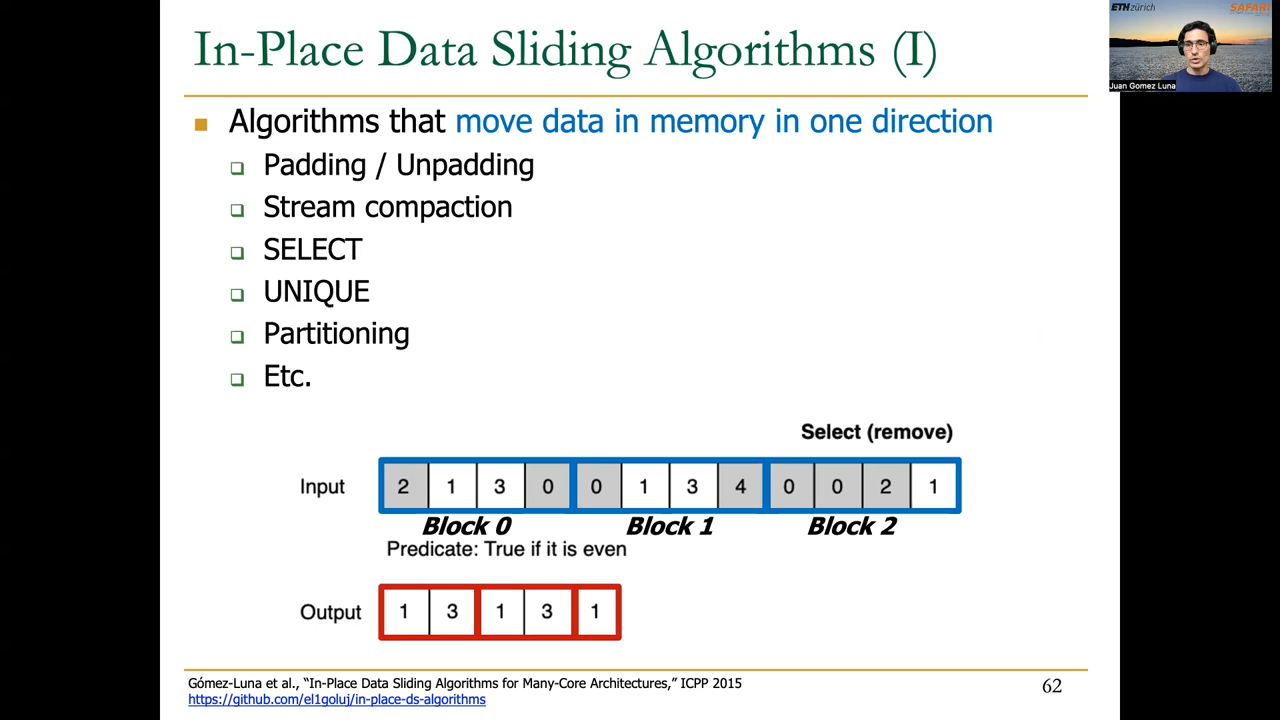 In-Place Data Sliding Algorithms (I)
ETH zürich
SAFARI
Juan Gomez Luna
Algorithms that move data in memory in one direction
Padding / Unpadding
Stream compaction
SELECT
UNIQUE
Partitioning
Etc.
Select (remove)
Input 2 1 3 0 0 1 3 4 0 0 2 1
Block 0 Block 1 Block 2
Predicate: True if it is even
Output 1 3 1 3 1
Gómez-Luna et al., “In-Place Data Sliding Algorithms for Many-Core Architectures,” ICPP 2015
https://github.com/el1goluj/in-place-ds-algorithms
62